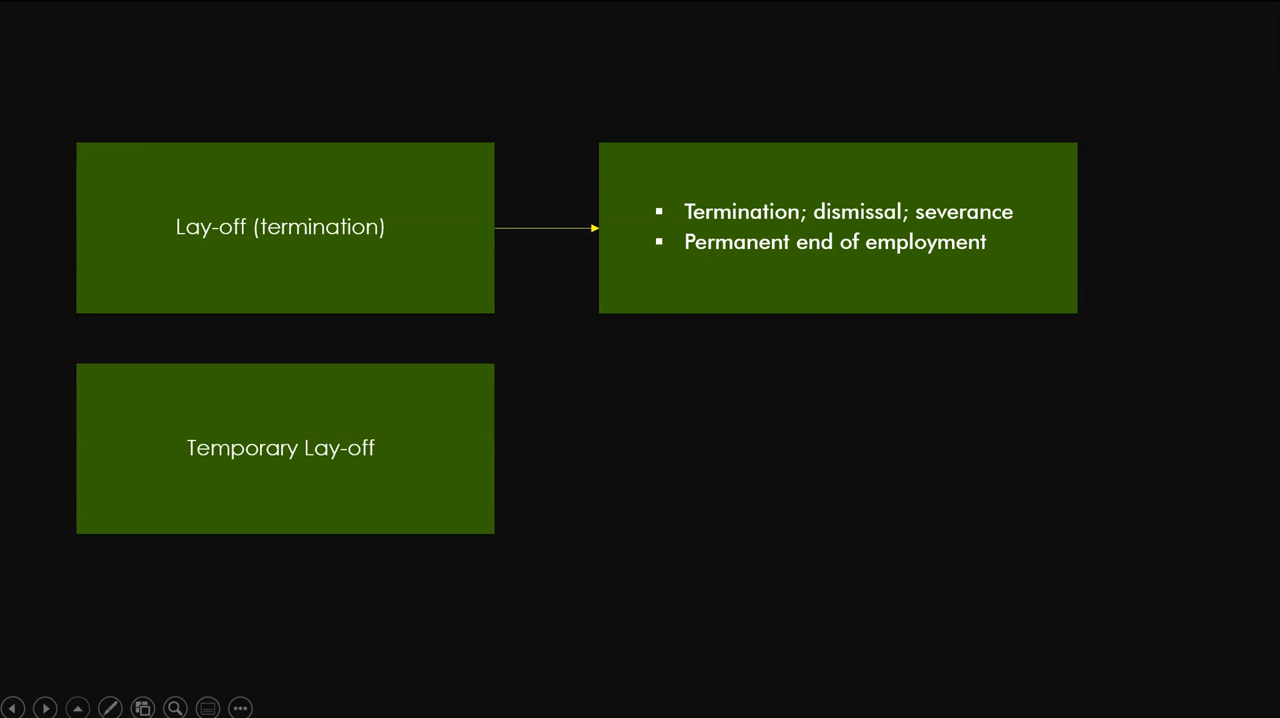 Lay-off (termination)
▪ Termination; dismissal; severance
▪ Permanent end of employment
Temporary Lay-off